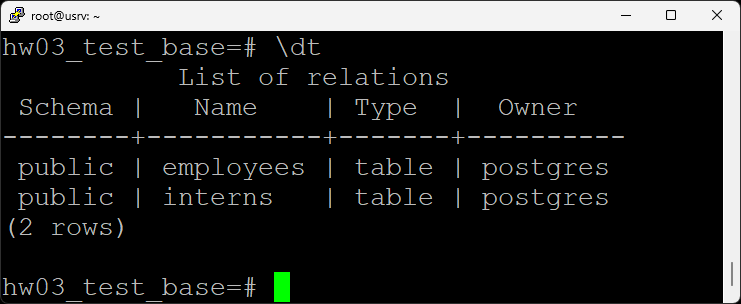 root@usrv: ~
hw03_test_base=# \dt
           List of relations
 Schema |   Name    | Type  |  Owner
--------+-----------+-------+----------
 public | employees | table | postgres
 public | interns   | table | postgres
(2 rows)
hw03_test_base=#